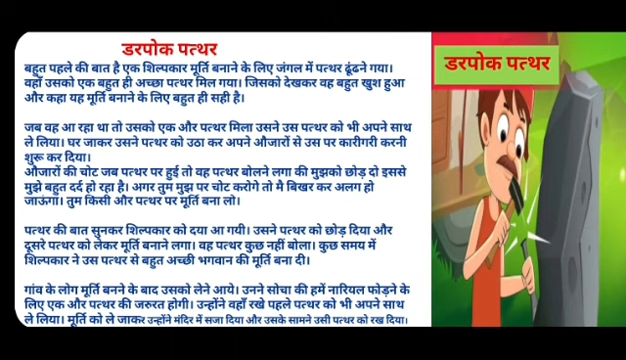 डरपोक पत्थर
बहुत पहले की बात है एक शिल्पकार मूर्ति बनाने के लिए जंगल में पत्थर ढूंढने गया।
वहाँ उसको एक बहुत ही अच्छा पत्थर मिल गया। जिसको देखकर वह बहुत खुश हुआ
और कहा यह मूर्ति बनाने के लिए बहुत ही सही है।
जब वह आ रहा था तो उसको एक और पत्थर मिला उसने उस पत्थर को भी अपने साथ
ले लिया। घर जाकर उसने पत्थर को उठा कर अपने औजारों से उस पर कारीगरी करनी
शुरू कर दिया।
औजारों की चोट जब पत्थर पर हुई तो वह पत्थर बोलने लगा की मुझको छोड़ दो इससे
मुझे बहुत दर्द हो रहा है। अगर तुम मुझ पर चोट करोगे तो मै बिखर कर अलग हो
जाऊंगा। तुम किसी और पत्थर पर मूर्ति बना लो।
पत्थर की बात सुनकर शिल्पकार को दया आ गयी। उसने पत्थर को छोड़ दिया और
दूसरे पत्थर को लेकर मूर्ति बनाने लगा। वह पत्थर कुछ नहीं बोला। कुछ समय में
शिल्पकार ने उस पत्थर से बहुत अच्छी भगवान की मूर्ति बना दी।
गांव के लोग मूर्ति बनने के बाद उसको लेने आये। उनने सोचा की हमें नारियल फोड़ने के
लिए एक और पत्थर की जरुरत होगी। उन्होंने वहाँ रखे पहले पत्थर को भी अपने साथ
ले लिया। मूर्ति को ले जाकर उन्होंने मंदिर में सजा दिया और उसके सामने उसी पत्थर को रख दिया।
डरपोक पत्थर